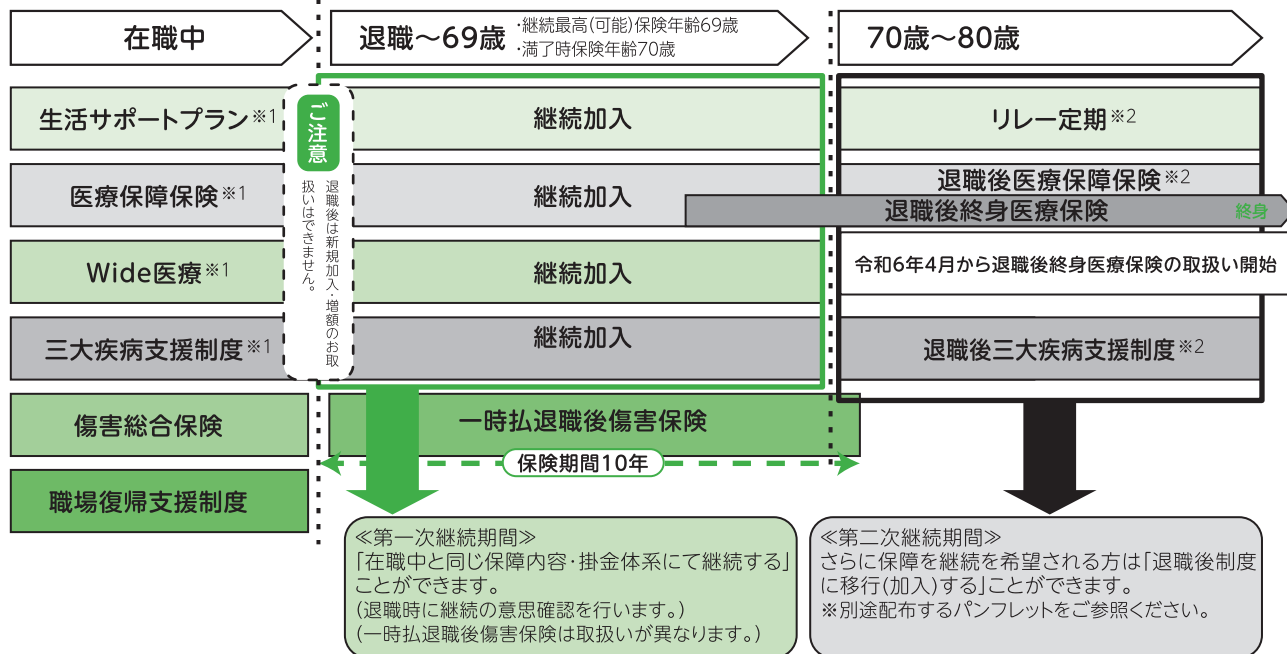 在職中
退職～69歳
・継続最高(可能)保険年齢69歳
・満了時保険年齢70歳
70歳～80歳
生活サポートプラン※1
継続加入
リレー定期※2
ご注意
退職後は新規加入・増額のお取
扱いはできません。
医療保障保険※1
継続加入
退職後医療保障保険※2
退職後終身医療保険
終身
Wide医療※1
継続加入
令和6年4月から退職後終身医療保険の取扱い開始
三大疾病支援制度※1
継続加入
退職後三大疾病支援制度※2
傷害総合保険
一時払退職後傷害保険
保険期間10年
職場復帰支援制度
≪第一次継続期間≫
「在職中と同じ保障内容・掛金体系にて継続する」
ことができます。
(退職時に継続の意思確認を行います。)
(一時払退職後傷害保険は取扱いが異なります。)
≪第二次継続期間≫
さらに保障を継続を希望される方は「退職後制度
に移行(加入)する」ことができます。
※別途配布するパンフレットをご参照ください。